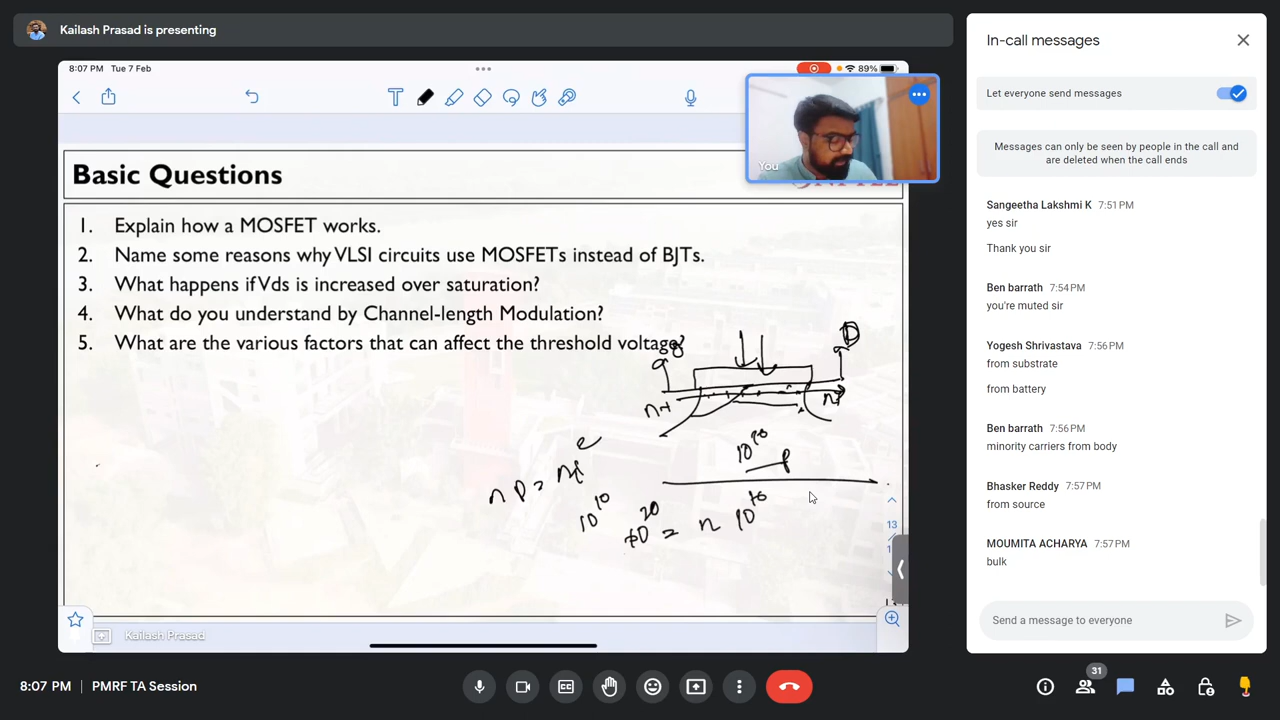 Kailash Prasad is presenting
In-call messages
8:07 PM Tue 7 Feb
89%
Let everyone send messages
You
Messages can only be seen by people in the call and
are deleted when the call ends
Basic Questions
1. Explain how a MOSFET works.
2. Name some reasons why VLSI circuits use MOSFETs instead of BJTs.
3. What happens if Vds is increased over saturation?
4. What do you understand by Channel-length Modulation?
5. What are the various factors that can affect the threshold voltage?
D
n+
np =
10^10
10^20 = n 10
p
13
Kailash Prasad
Sangeetha Lakshmi K 7:51 PM
yes sir
Thank you sir
Ben barrath 7:54 PM
you're muted sir
Yogesh Shrivastava 7:56 PM
from substrate
from battery
Ben barrath 7:56 PM
minority carriers from body
Bhasker Reddy 7:57 PM
from source
MOUMITA ACHARYA 7:57 PM
bulk
Send a message to everyone
8:07 PM | PMRF TA Session
31